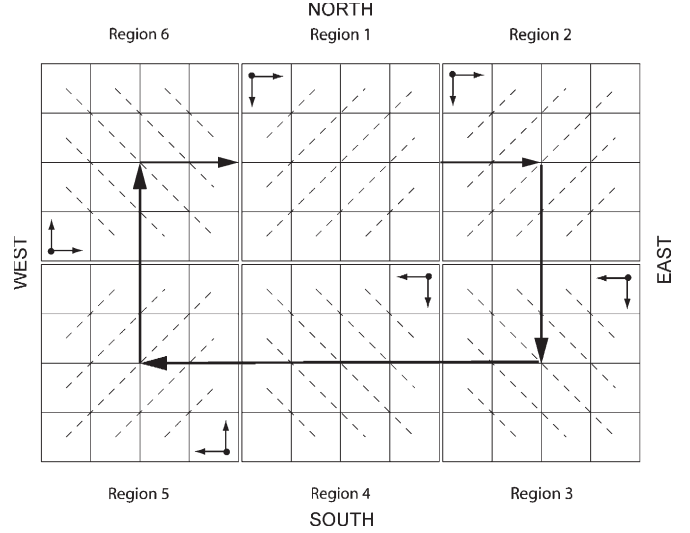 NORTH
Region 6
Region 1
Region 2
WEST
EAST
Region 5
Region 4
Region 3
SOUTH